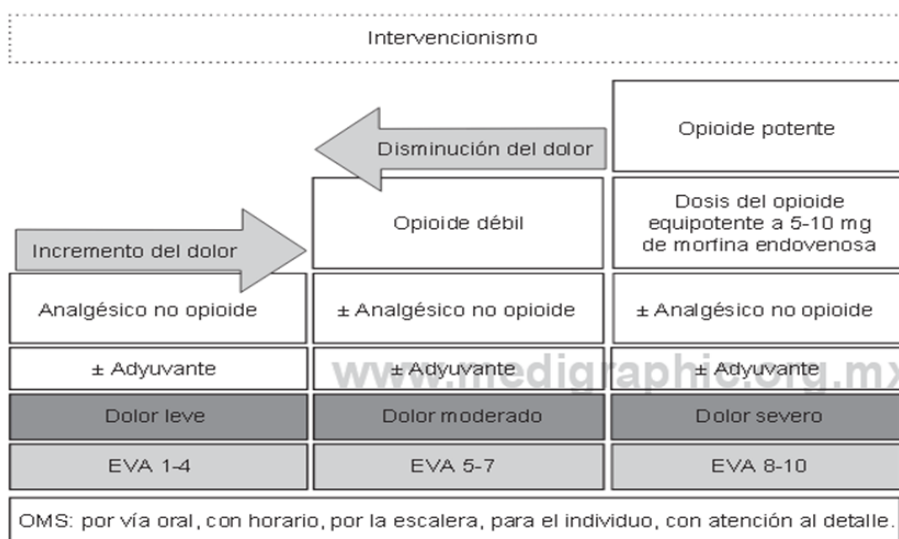 Intervencionismo
Opioide potente
Disminución del dolor
Opioide débil
Dosis del opioide
equipotente a 5-10 mg
de morfina endovenosa
Incremento del dolor
Analgésico no opioide
± Analgésico no opioide
± Analgésico no opioide
± Adyuvante
± Adyuvante
± Adyuvante
www.medigraphic.org.mx
Dolor leve
Dolor moderado
Dolor severo
EVA 1-4
EVA 5-7
EVA 8-10
OMS: por vía oral, con horario, por la escalera, para el individuo, con atención al detalle.